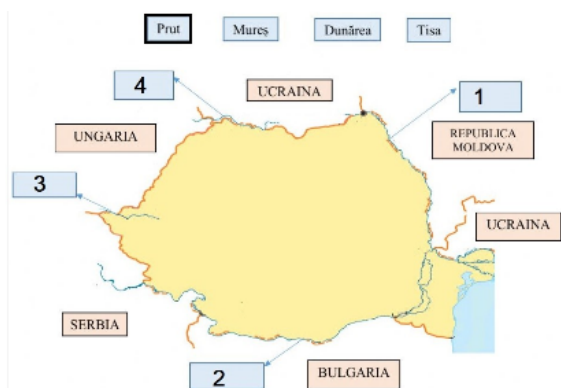 Prut Mureș Dunărea Tisa
4 UCRAINA 1
UNGARIA REPUBLICA
MOLDOVA
3
UCRAINA
SERBIA
2 BULGARIA